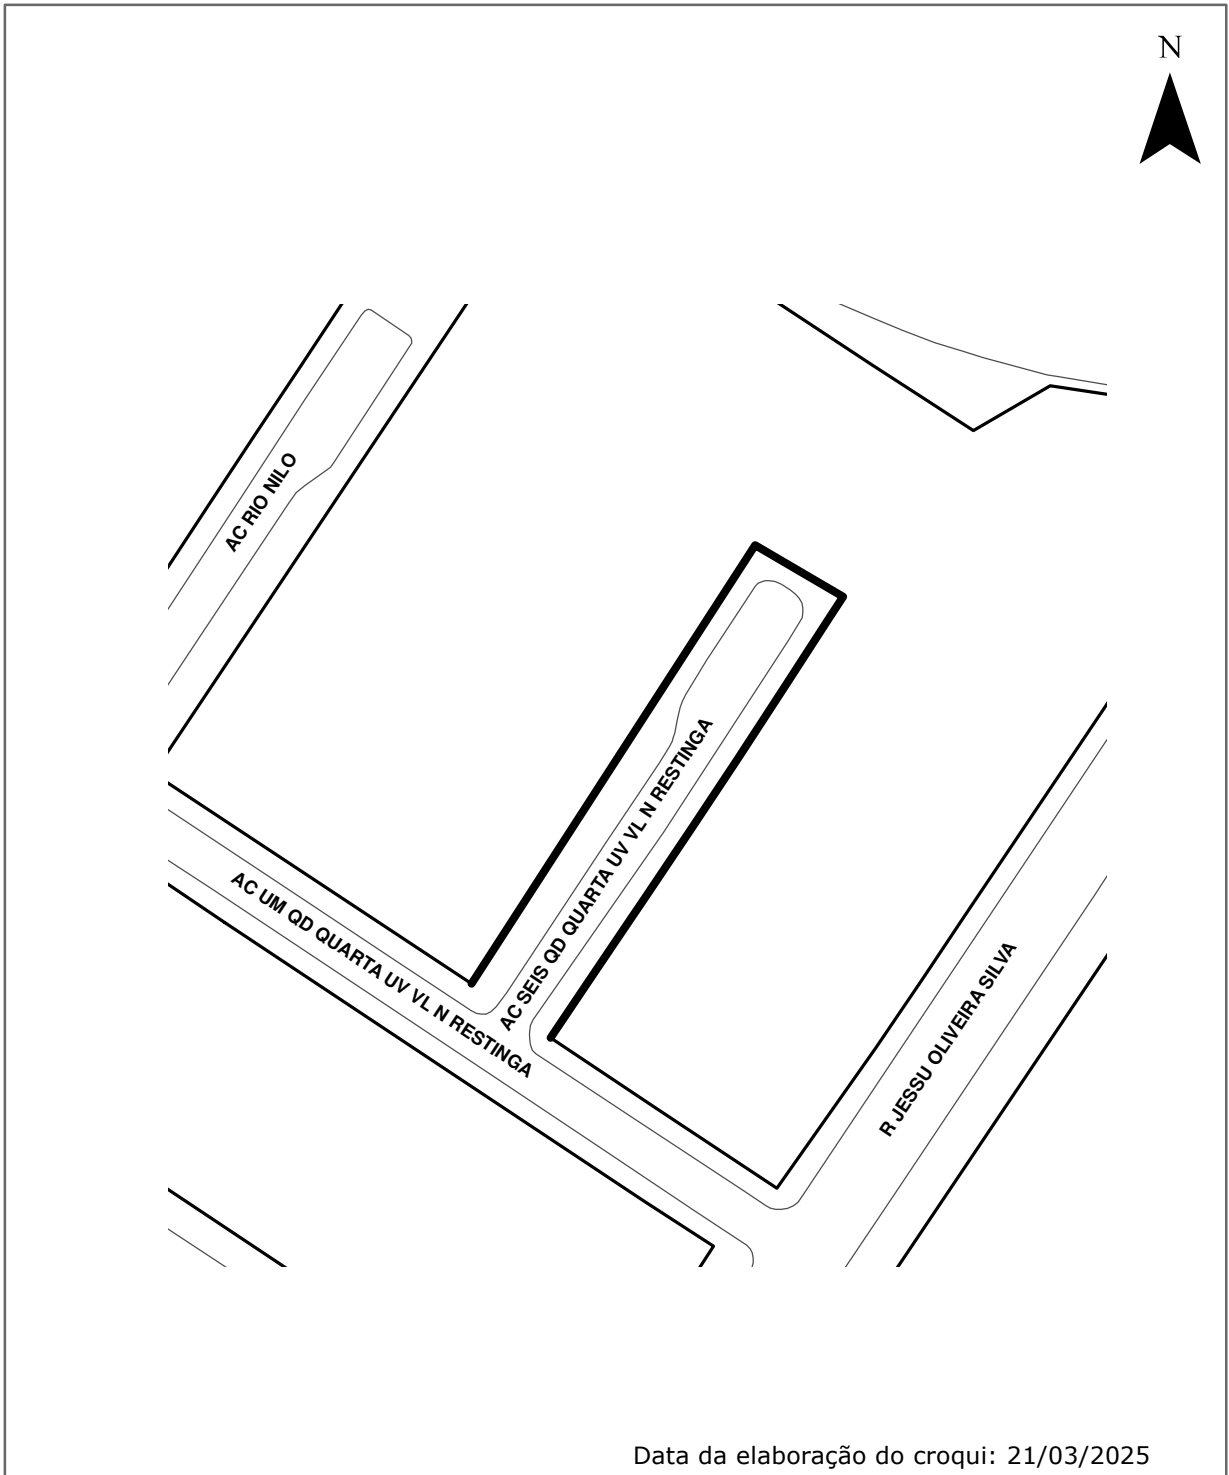 N
AC RIO NILO
AC SEIS QD QUARTA UV VL N RESTINGA
AC UM QD QUARTA UV VL N RESTINGA
R JESSU OLIVEIRA SILVA
Data da elaboração do croqui: 21/03/2025